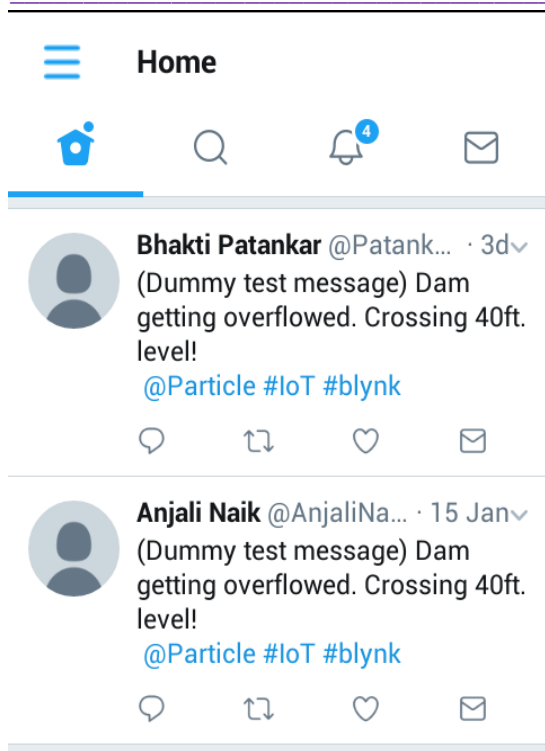 Home
4
Bhakti Patankar @Patank... · 3d
(Dummy test message) Dam
getting overflowed. Crossing 40ft.
level!
@Particle #IoT #blynk
Anjali Naik @AnjaliNa... · 15 Jan
(Dummy test message) Dam
getting overflowed. Crossing 40ft.
level!
@Particle #IoT #blynk